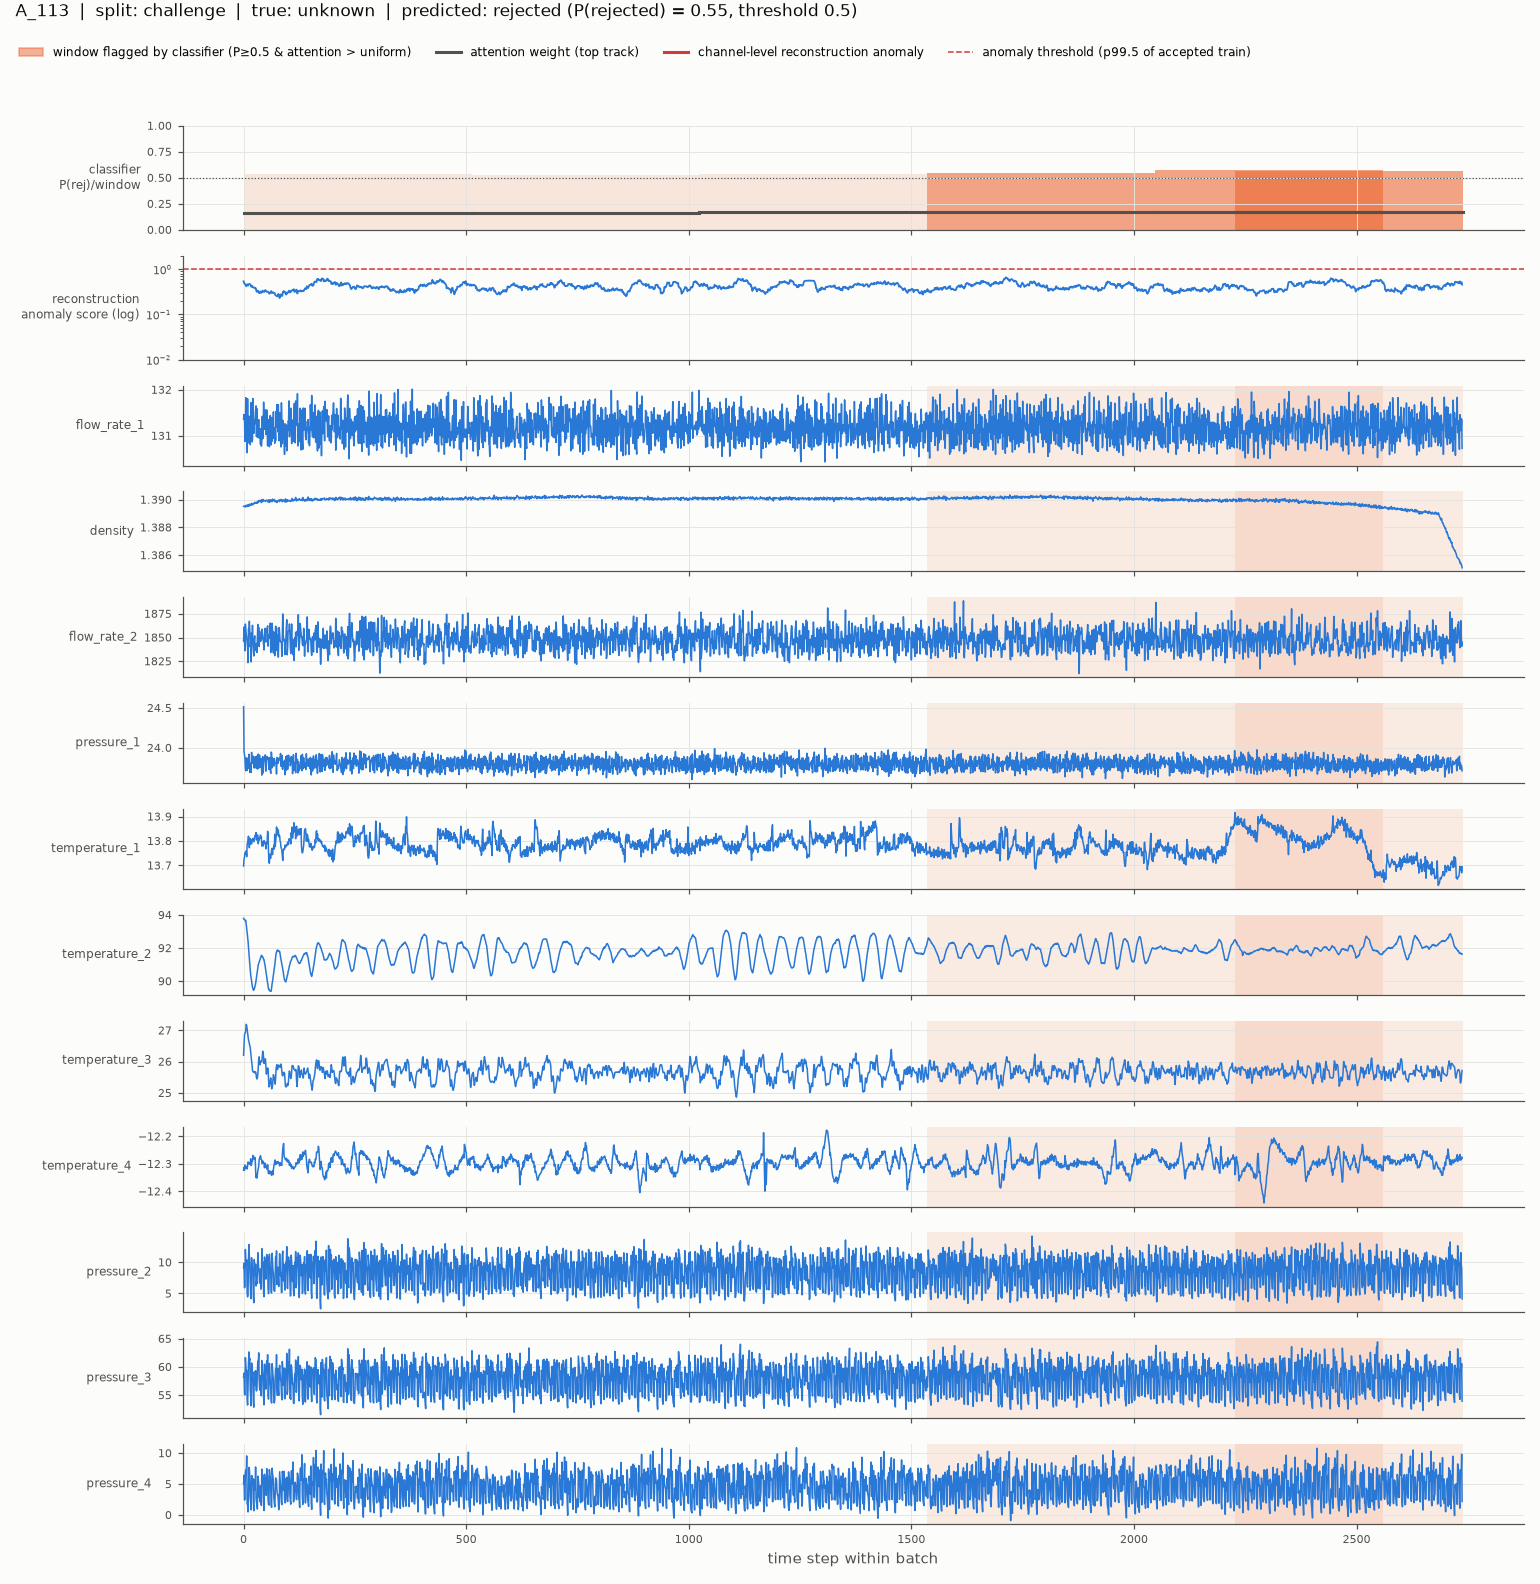 A_113 | split: challenge | true: unknown | predicted: rejected (P(rejected) = 0.55, threshold 0.5)
window flagged by classifier (P≥0.5 & attention > uniform)
attention weight (top track)
channel-level reconstruction anomaly
anomaly threshold (p99.5 of accepted train)
classifier
P(rej)/window
1.00
0.75
0.50
0.25
0.00
reconstruction
anomaly score (log)
10⁰
10⁻¹
10⁻²
flow_rate_1
132
131
density
1.390
1.388
1.386
flow_rate_2
1875
1850
1825
pressure_1
24.5
24.0
temperature_1
13.9
13.8
13.7
temperature_2
94
92
90
temperature_3
27
26
25
temperature_4
−12.2
−12.3
−12.4
pressure_2
10
5
pressure_3
65
60
55
pressure_4
10
5
0
0
500
1000
1500
2000
2500
time step within batch